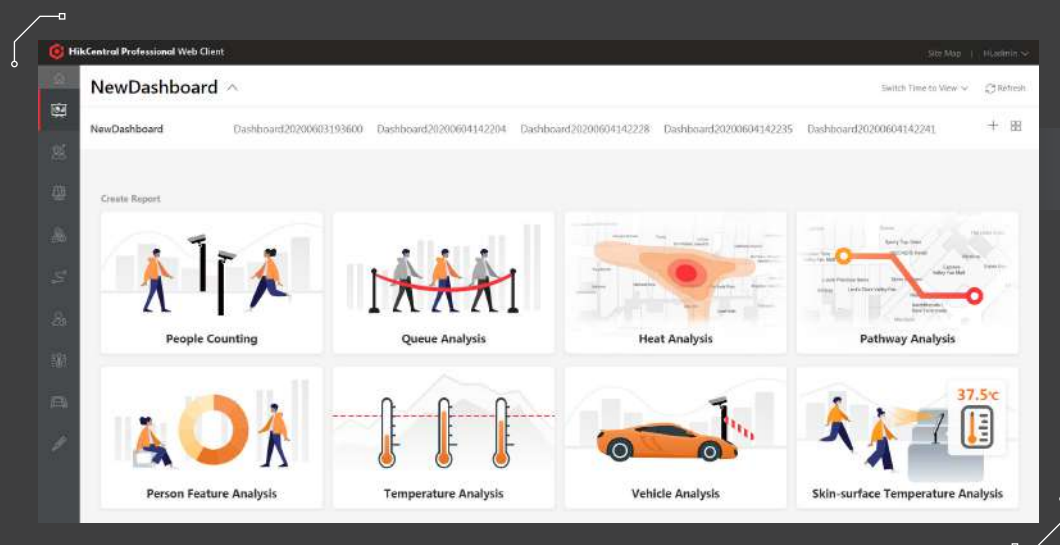 HikCentral Professional Web Client
Site Map | Hi,admin
NewDashboard
Switch Time to View
Refresh
NewDashboard Dashboard20200603193600 Dashboard20200604142204 Dashboard20200604142228 Dashboard20200604142235 Dashboard20200604142241
Create Report
People Counting
Queue Analysis
Heat Analysis
Pathway Analysis
37.5℃
Person Feature Analysis
Temperature Analysis
Vehicle Analysis
Skin-surface Temperature Analysis